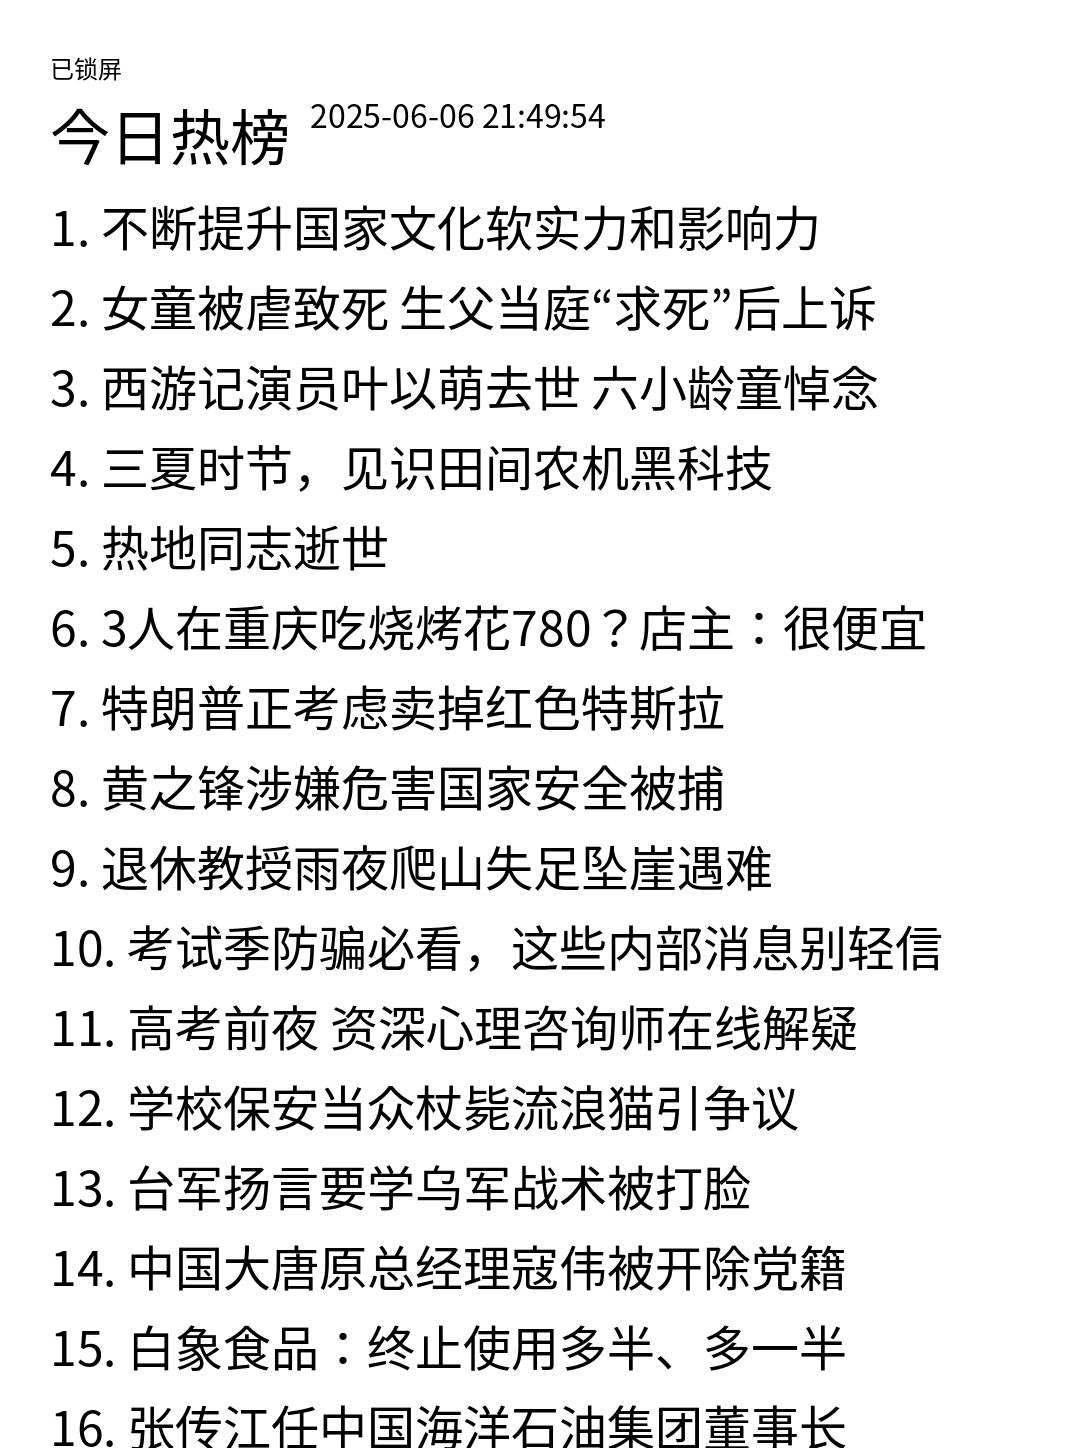 已锁屏
今日热榜 2025-06-06 21:49:54
1. 不断提升国家文化软实力和影响力
2. 女童被虐致死 生父当庭“求死”后上诉
3. 西游记演员叶以萌去世 六小龄童悼念
4. 三夏时节，见识田间农机黑科技
5. 热地同志逝世
6. 3人在重庆吃烧烤花780？店主：很便宜
7. 特朗普正考虑卖掉红色特斯拉
8. 黄之锋涉嫌危害国家安全被捕
9. 退休教授雨夜爬山失足坠崖遇难
10. 考试季防骗必看，这些内部消息别轻信
11. 高考前夜 资深心理咨询师在线解疑
12. 学校保安当众杖毙流浪猫引争议
13. 台军扬言要学乌军战术被打脸
14. 中国大唐原总经理寇伟被开除党籍
15. 白象食品：终止使用多半、多一半
16. 张传江任中国海洋石油集团董事长